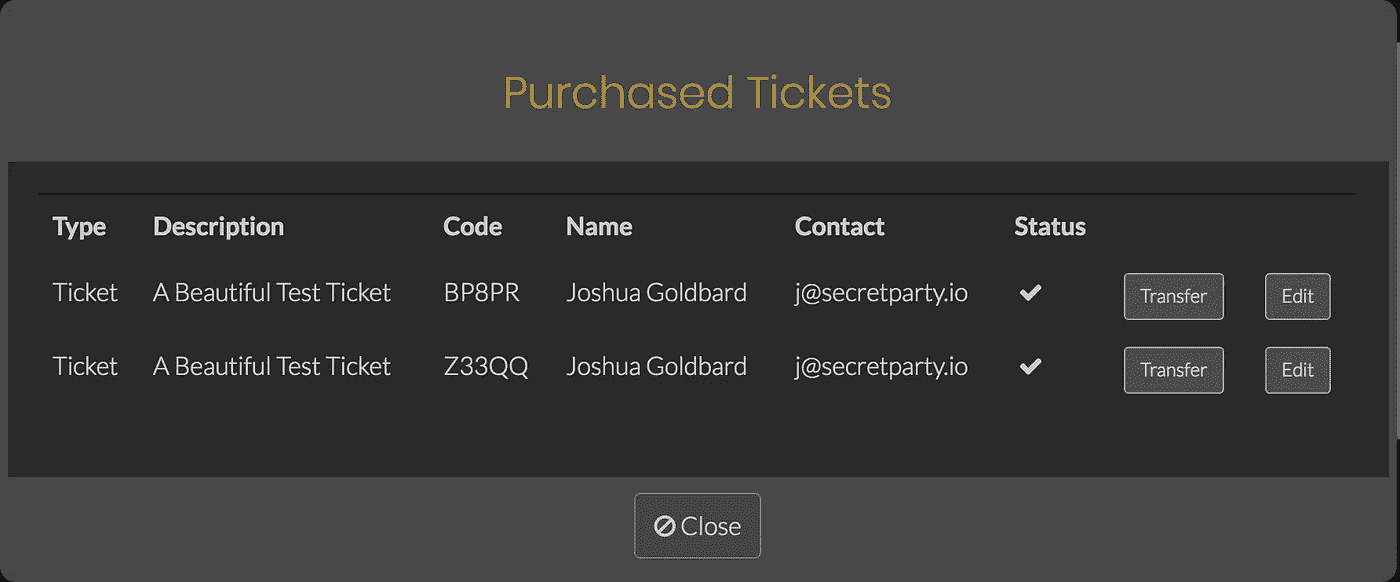 Purchased Tickets
Type Description Code Name Contact Status
Ticket A Beautiful Test Ticket BP8PR Joshua Goldbard j@secretparty.io Transfer Edit
Ticket A Beautiful Test Ticket Z33QQ Joshua Goldbard j@secretparty.io Transfer Edit
Close